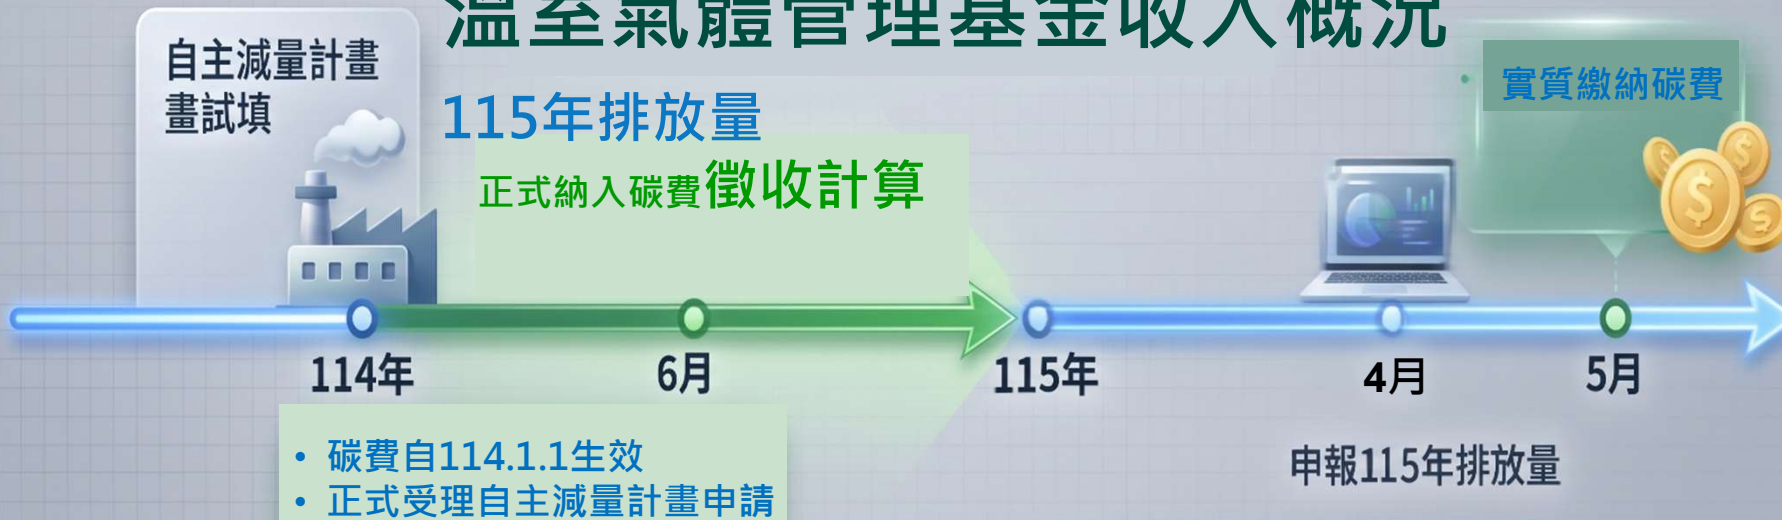 溫室氣體管理基金收入概況
自主減量計畫
畫試填
115年排放量
正式納入碳費徵收計算
實質繳納碳費
114年
6月
115年
4月
5月
• 碳費自114.1.1生效
• 正式受理自主減量計畫申請
申報115年排放量